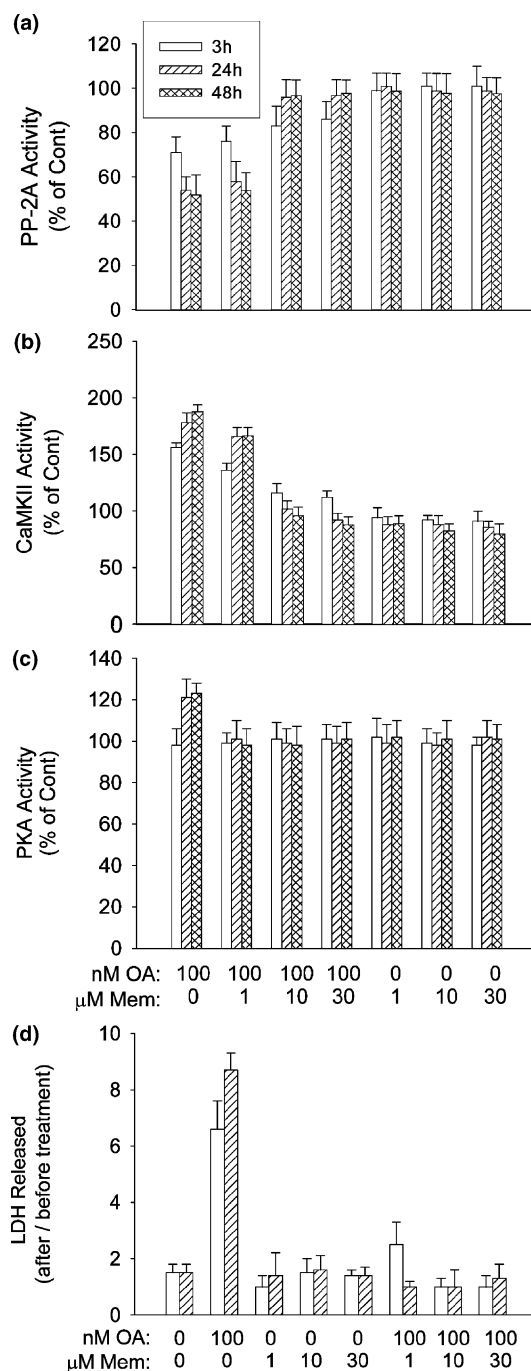 (a)
3h
24h
48h
120
100
80
60
40
20
0
PP-2A Activity
(% of Cont)
(b)
250
200
150
100
50
0
CaMKII Activity
(% of Cont)
(c)
140
120
100
80
60
40
20
0
PKA Activity
(% of Cont)
nM OA: 100 100 100 100 0 0 0
μM Mem: 0 1 10 30 1 10 30
(d)
10
8
6
4
2
0
LDH Released
(after / before treatment)
nM OA: 0 100 0 0 0 100 100 100
μM Mem: 0 0 1 10 30 1 10 30